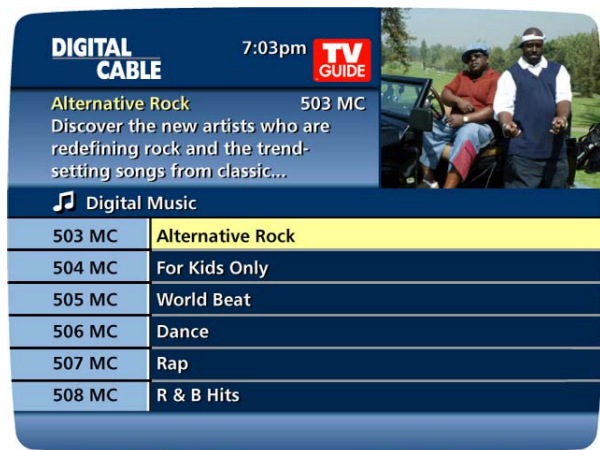 DIGITAL
CABLE
7:03pm
TV
GUIDE
Alternative Rock 503 MC
Discover the new artists who are
redefining rock and the trend-
setting songs from classic...
Digital Music
503 MC Alternative Rock
504 MC For Kids Only
505 MC World Beat
506 MC Dance
507 MC Rap
508 MC R & B Hits